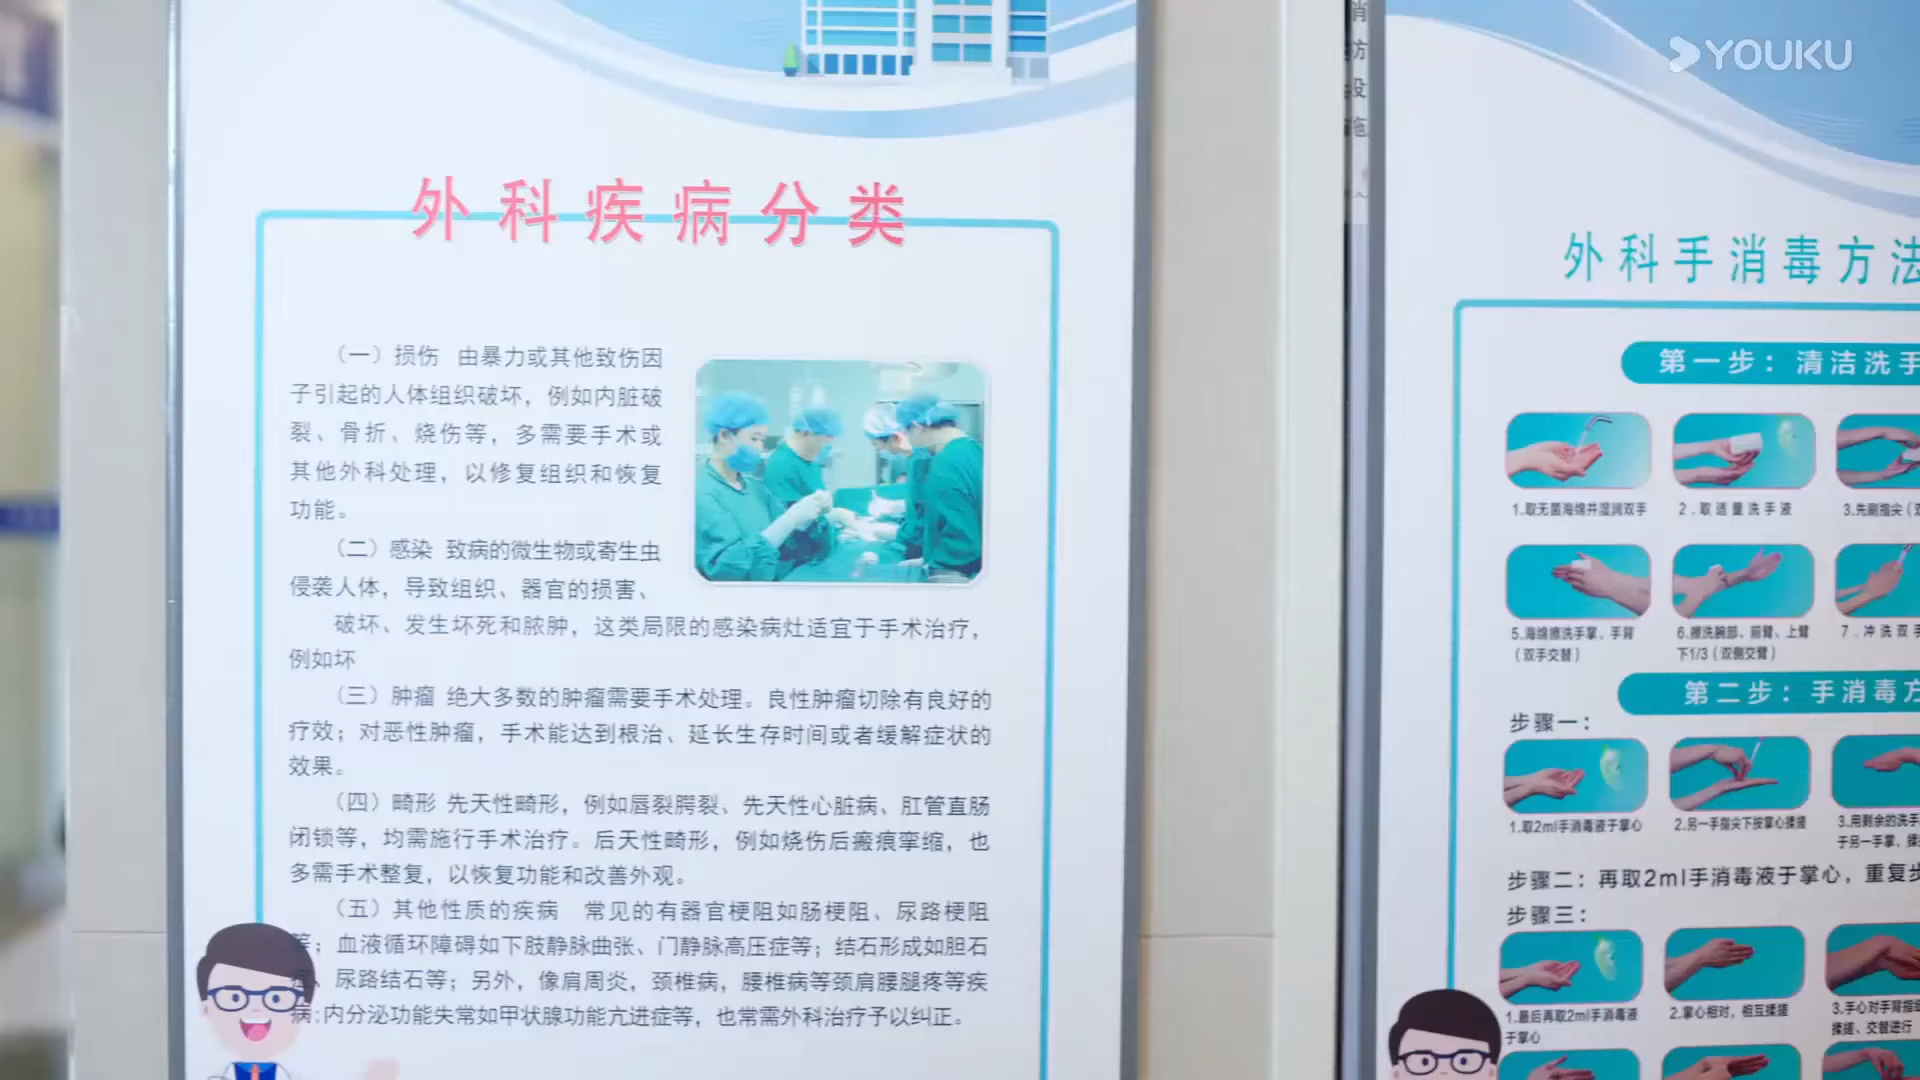 YOUKU
外科疾病分类
（一）损伤 由暴力或其他致伤因
子引起的人体组织破坏，例如内脏破
裂、骨折、烧伤等，多需要手术或
其他外科处理，以修复组织和恢复
功能。
（二）感染 致病的微生物或寄生虫
侵袭人体，导致组织、器官的损害、
破坏、发生坏死和脓肿，这类局限的感染病灶适宜于手术治疗，
例如坏
（三）肿瘤 绝大多数的肿瘤需要手术处理。良性肿瘤切除有良好的
疗效；对恶性肿瘤，手术能达到根治、延长生存时间或者缓解症状的
效果。
（四）畸形 先天性畸形，例如唇裂腭裂、先天性心脏病、肛管直肠
闭锁等，均需施行手术治疗。后天性畸形，例如烧伤后瘢痕挛缩，也
多需手术整复，以恢复功能和改善外观。
（五）其他性质的疾病 常见的有器官梗阻如肠梗阻、尿路梗阻
等；血液循环障碍如下肢静脉曲张、门静脉高压症等；结石形成如胆石
、尿路结石等；另外，像肩周炎，颈椎病，腰椎病等颈肩腰腿疼等疾
病:内分泌功能失常如甲状腺功能亢进症等，也常需外科治疗予以纠正。
外科手消毒方法
第一步：清洁洗手
1.取无菌海绵并湿润双手
2.取适量洗手液
3.先刷指尖（双
5.海绵擦洗手掌、手背
（双手交替）
6.擦洗腕部、前臂、上臂
下1/3（双侧交臂）
7.冲洗双手
第二步：手消毒方
步骤一：
1.取2ml手消毒液于掌心
2.另一手指尖下按掌心揉搓
3.用剩余的洗手
于另一手掌、揉
步骤二：再取2ml手消毒液于掌心，重复步
步骤三：
1.最后再取2ml手消毒液
于掌心
2.掌心相对，相互揉搓
3.手心对手背指缝
揉搓、交替进行